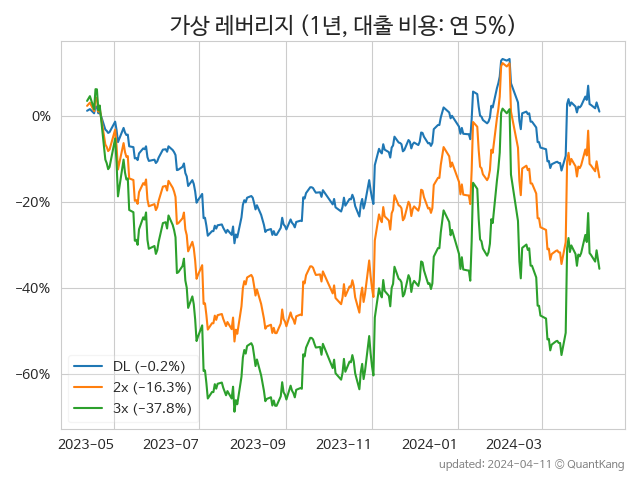 가상 레버리지 (1년, 대출 비용: 연 5%)
0%
−20%
−40%
−60%
DL (−0.2%)
2x (−16.3%)
3x (−37.8%)
2023-05 2023-07 2023-09 2023-11 2024-01 2024-03
updated: 2024-04-11 © QuantKang